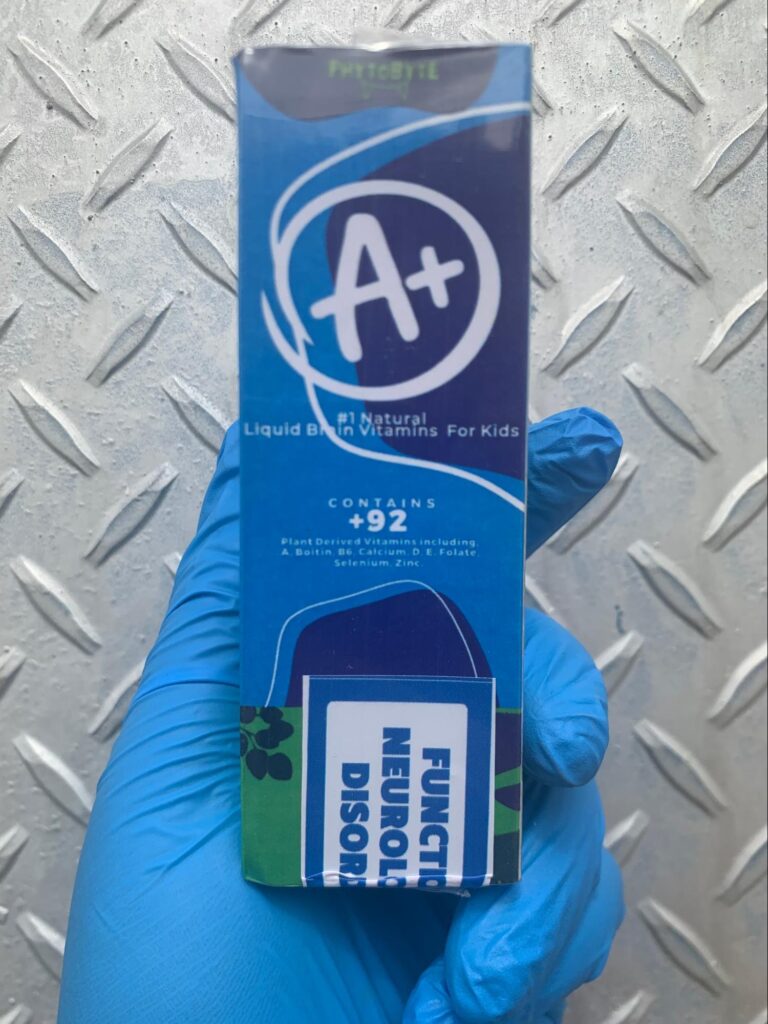 PHYTOBYTE
A+
#1 Natural
Liquid Brain Vitamins For Kids
CONTAINS
+92
Plant Derived Vitamins including,
A, Boitin, B6, Calcium, D, E, Folate,
Selenium, Zinc.
FUNCTIO
NEUROLO
DISOR